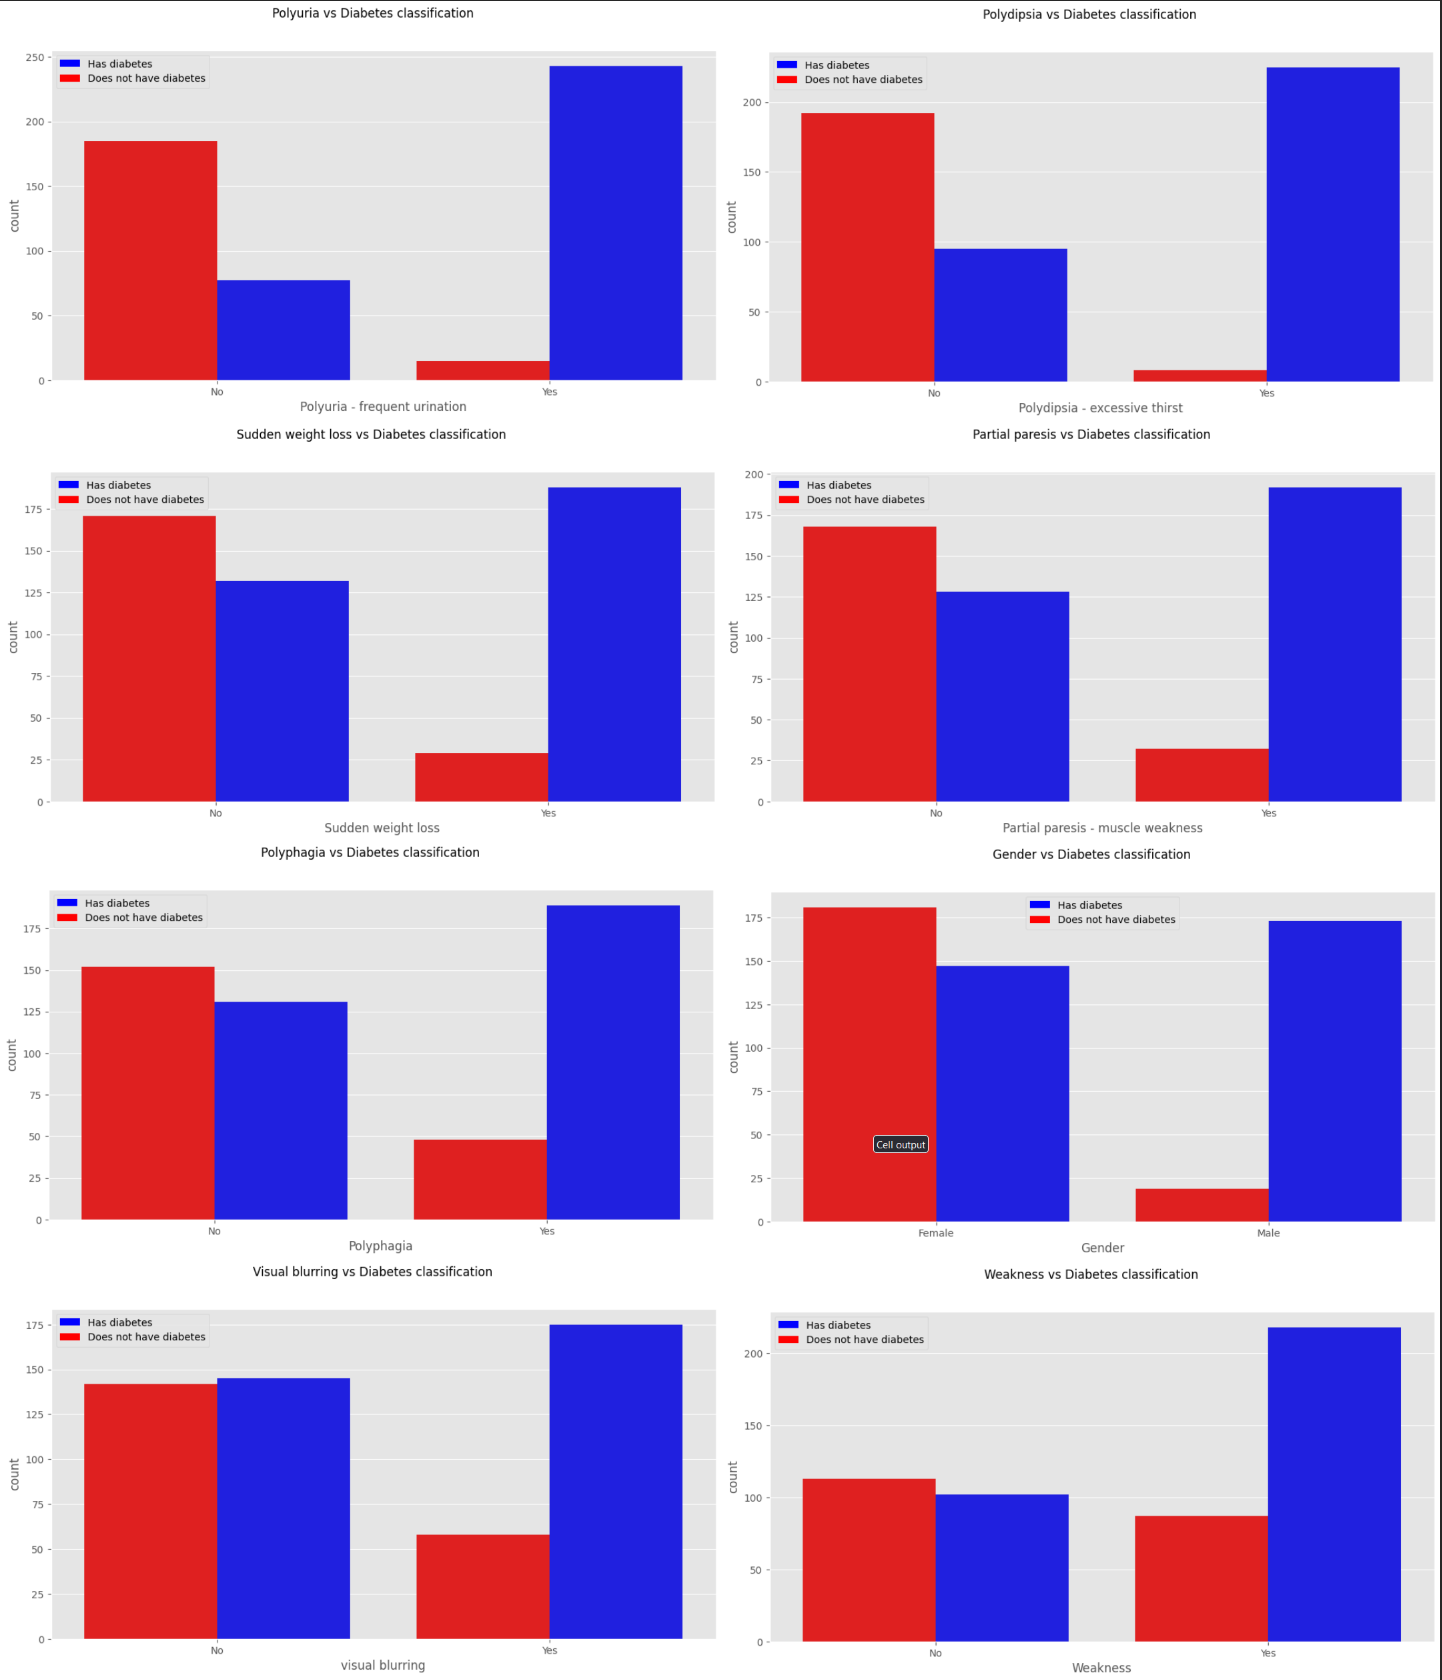 Polyuria vs Diabetes classification
Has diabetes
Does not have diabetes
250
200
150
100
50
0
count
No
Yes
Polyuria - frequent urination
Polydipsia vs Diabetes classification
Has diabetes
Does not have diabetes
200
150
100
50
0
count
No
Yes
Polydipsia - excessive thirst
Sudden weight loss vs Diabetes classification
Has diabetes
Does not have diabetes
175
150
125
100
75
50
25
0
count
No
Yes
Sudden weight loss
Partial paresis vs Diabetes classification
Has diabetes
Does not have diabetes
200
175
150
125
100
75
50
25
0
count
No
Yes
Partial paresis - muscle weakness
Polyphagia vs Diabetes classification
Has diabetes
Does not have diabetes
175
150
125
100
75
50
25
0
count
No
Yes
Polyphagia
Gender vs Diabetes classification
Has diabetes
Does not have diabetes
175
150
125
100
75
50
25
0
count
Cell output
Female
Male
Gender
Visual blurring vs Diabetes classification
Has diabetes
Does not have diabetes
175
150
125
100
75
50
25
0
count
No
Yes
visual blurring
Weakness vs Diabetes classification
Has diabetes
Does not have diabetes
200
150
100
50
0
count
No
Yes
Weakness